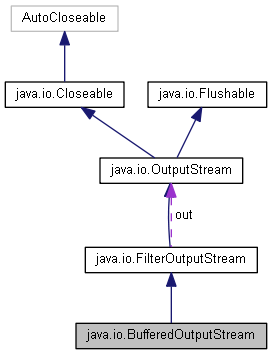 AutoCloseable
java.io.Closeable
java.io.Flushable
java.io.OutputStream
out
java.io.FilterOutputStream
java.io.BufferedOutputStream